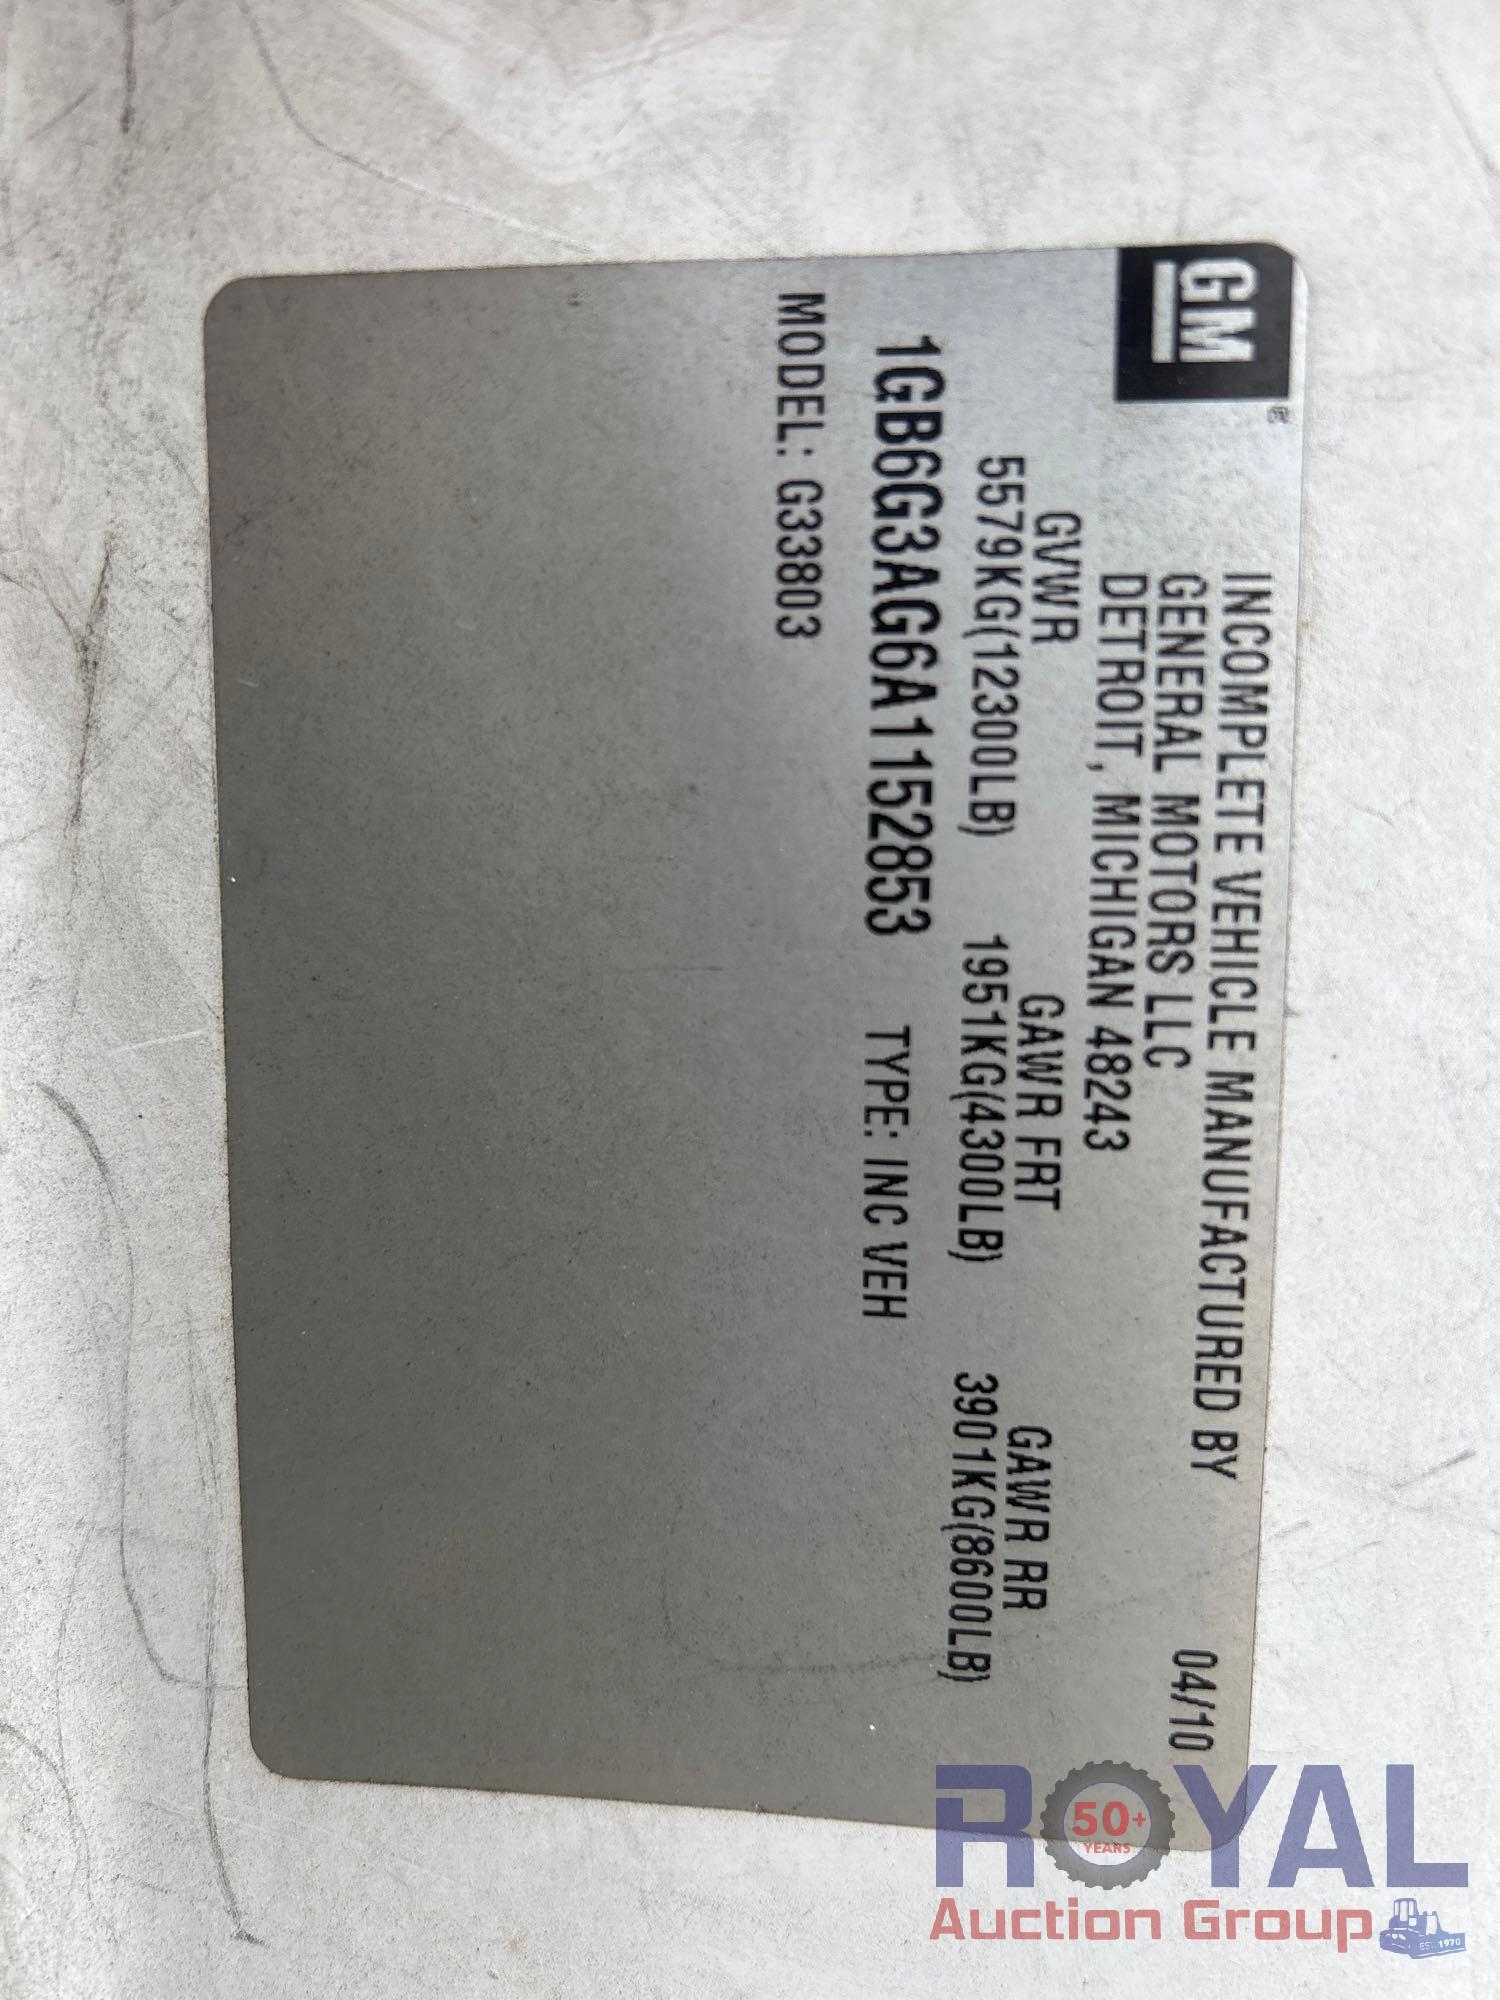 GM
®
INCOMPLETE VEHICLE MANUFACTURED BY 04/10
GENERAL MOTORS LLC
DETROIT, MICHIGAN 48243
GVWR GAWR FRT GAWR RR
5579KG(12300LB) 1951KG(4300LB) 3901KG(8600LB)
1GB6G3AG6A1152853 TYPE: INC VEH
MODEL: G33803
ROYAL
50+
YEARS
Auction Group
EST. 1970